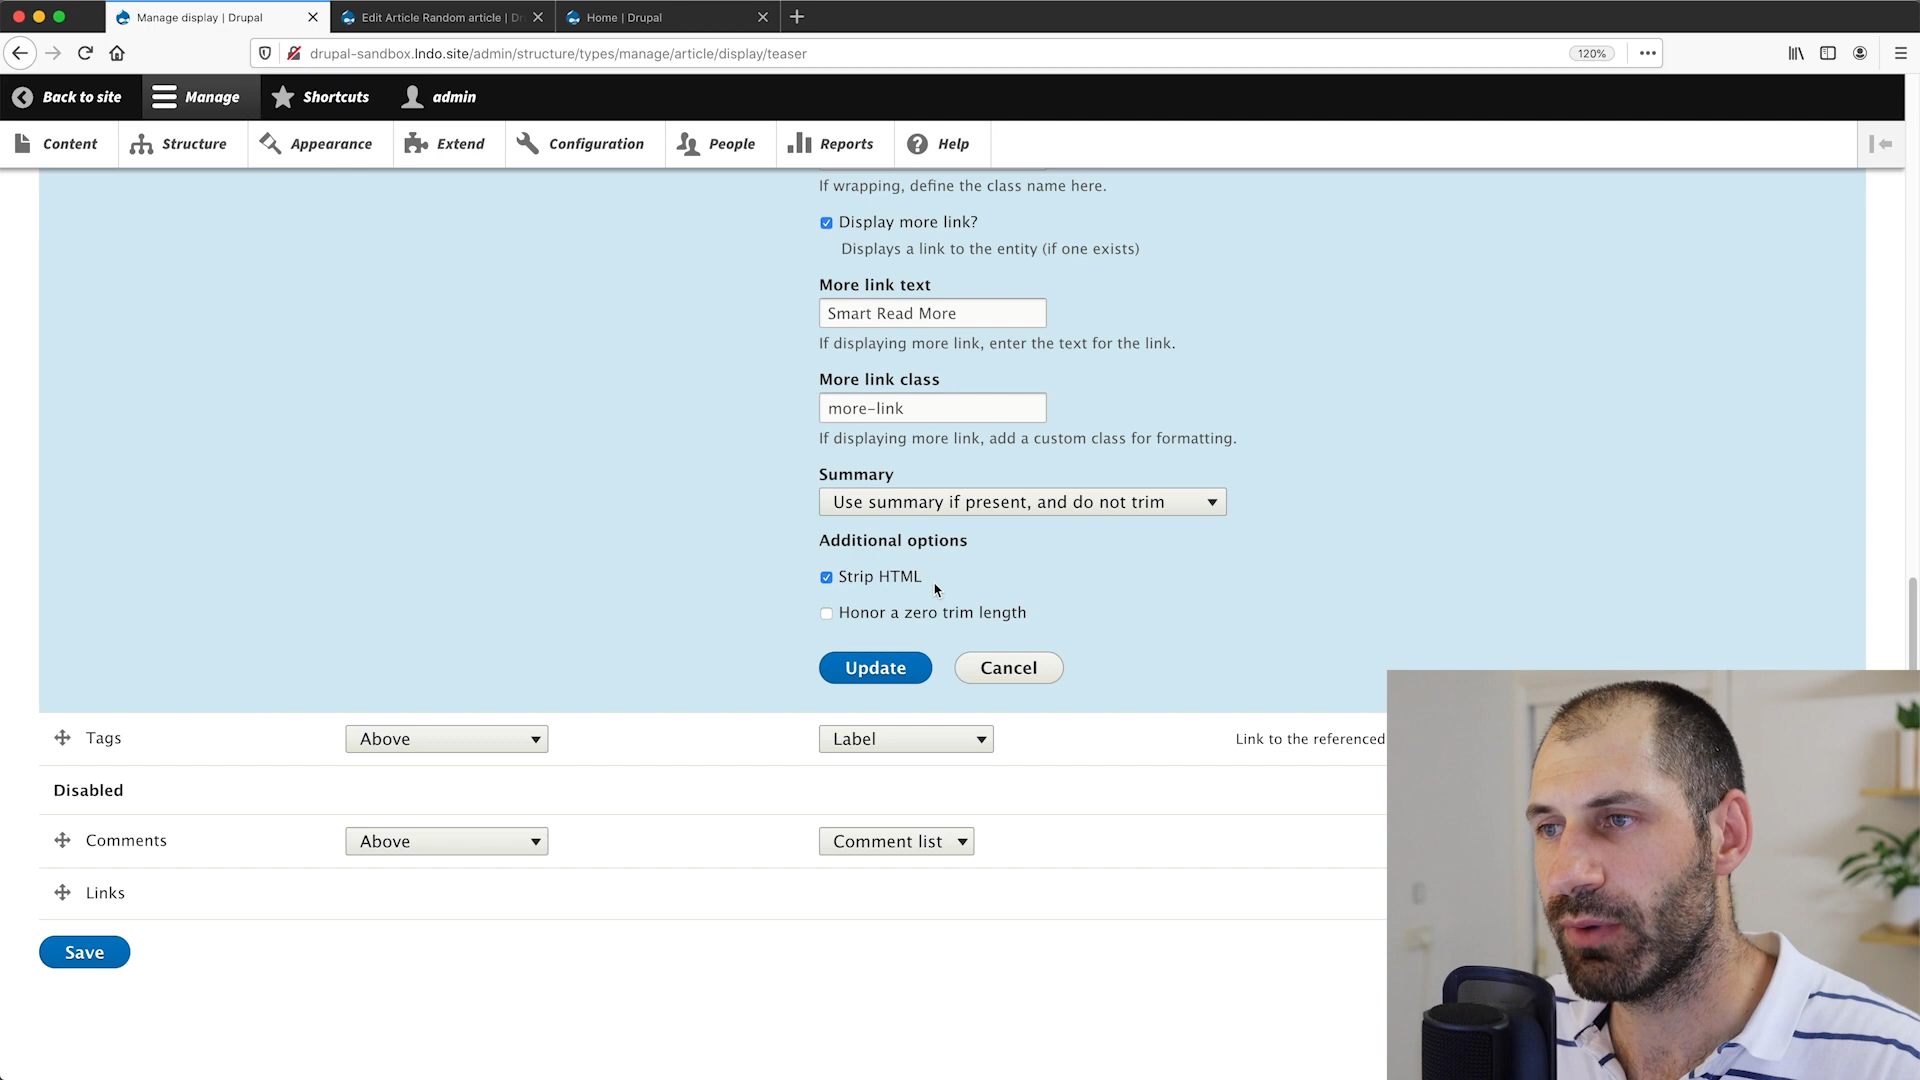 Manage display | Drupal
Edit Article Random article | Dr
Home | Drupal
drupal-sandbox.lndo.site/admin/structure/types/manage/article/display/teaser
120%
Back to site
Manage
Shortcuts
admin
Content
Structure
Appearance
Extend
Configuration
People
Reports
Help
If wrapping, define the class name here.
Display more link?
Displays a link to the entity (if one exists)
More link text
Smart Read More
If displaying more link, enter the text for the link.
More link class
more-link
If displaying more link, add a custom class for formatting.
Summary
Use summary if present, and do not trim
Additional options
Strip HTML
Honor a zero trim length
Update
Cancel
Tags
Above
Label
Link to the referenced
Disabled
Comments
Above
Comment list
Links
Save